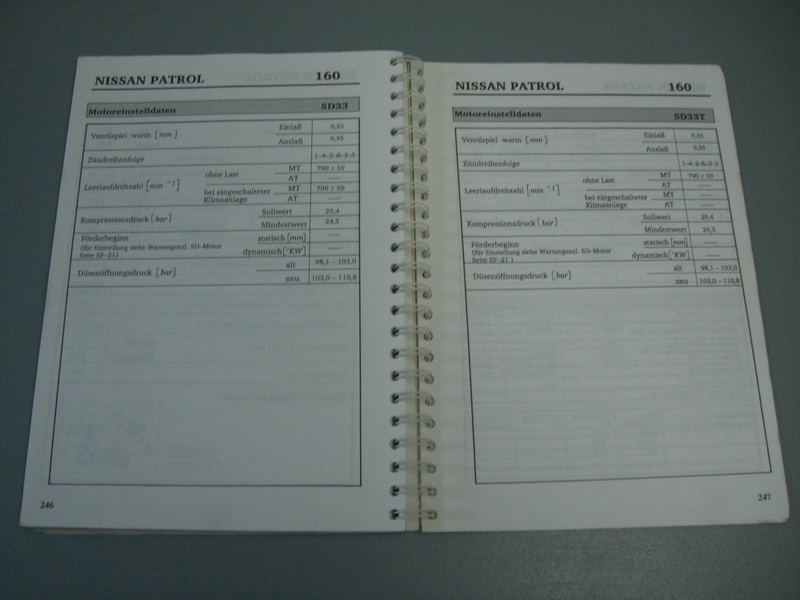 NISSAN PATROL 160
Motoreinstelldaten SD33
Ventilspiel warm [mm] Einlaß 0,35
Auslaß 0,35
Zündreihenfolge 1-4-2-6-3-5
Leerlaufdrehzahl [min⁻¹] ohne Last MT 700 ± 50
AT —
bei eingeschalteter Klimaanlage MT 700 ± 50
AT —
Kompressionsdruck [bar] Sollwert 29,4
Mindestwert 24,5
Förderbeginn statisch [mm] —
(für Einstellung siehe Wartungsanl. SD-Motor
Seite EF-21) dynamisch [°KW] —
Düsenöffnungsdruck [bar] alt 98,1 - 103,0
neu 103,0 - 110,8
246
NISSAN PATROL 160
Motoreinstelldaten SD33T
Ventilspiel warm [mm] Einlaß 0,35
Auslaß 0,35
Zündreihenfolge 1-4-2-6-3-5
Leerlaufdrehzahl [min⁻¹] ohne Last MT 700 ± 50
AT —
bei eingeschalteter Klimaanlage MT —
AT —
Kompressionsdruck [bar] Sollwert 29,4
Mindestwert 24,5
Förderbeginn statisch [mm] —
(für Einstellung siehe Wartungsanl. SD-Motor
Seite EF-21 ) dynamisch [°KW] —
Düsenöffnungsdruck [bar] alt 98,1 - 103,0
neu 103,0 - 110,8
247